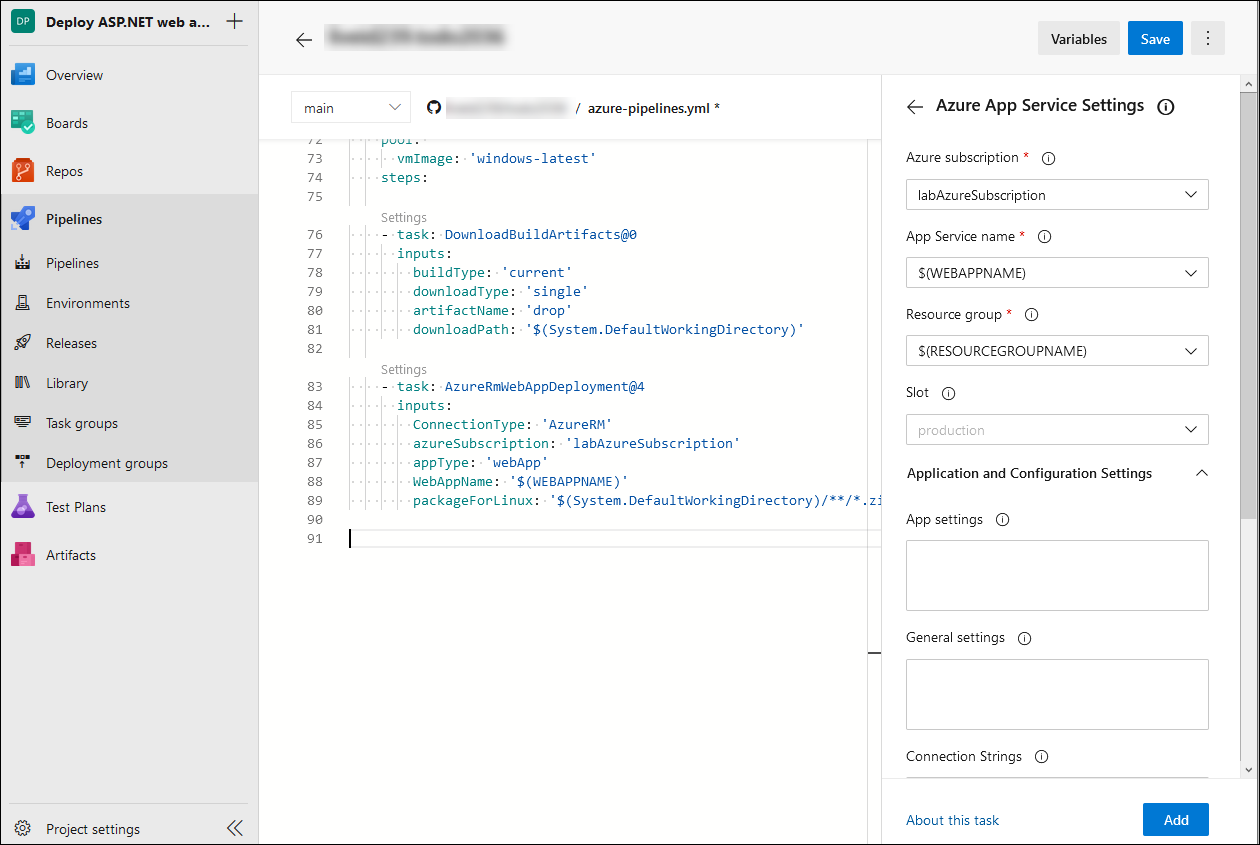 DP Deploy ASP.NET web a... +
Overview
Boards
Repos
Pipelines
Pipelines
Environments
Releases
Library
Task groups
Deployment groups
Test Plans
Artifacts
Project settings
Variables
Save
main
/ azure-pipelines.yml *
72 pool:
73 vmImage: 'windows-latest'
74 steps:
75
Settings
76 - task: DownloadBuildArtifacts@0
77 inputs:
78 buildType: 'current'
79 downloadType: 'single'
80 artifactName: 'drop'
81 downloadPath: '$(System.DefaultWorkingDirectory)'
82
Settings
83 - task: AzureRmWebAppDeployment@4
84 inputs:
85 ConnectionType: 'AzureRM'
86 azureSubscription: 'labAzureSubscription'
87 appType: 'webApp'
88 WebAppName: '$(WEBAPPNAME)'
89 packageForLinux: '$(System.DefaultWorkingDirectory)/**/*.zi
90
91
Azure App Service Settings
Azure subscription *
labAzureSubscription
App Service name *
$(WEBAPPNAME)
Resource group *
$(RESOURCEGROUPNAME)
Slot
production
Application and Configuration Settings
App settings
General settings
Connection Strings
About this task
Add